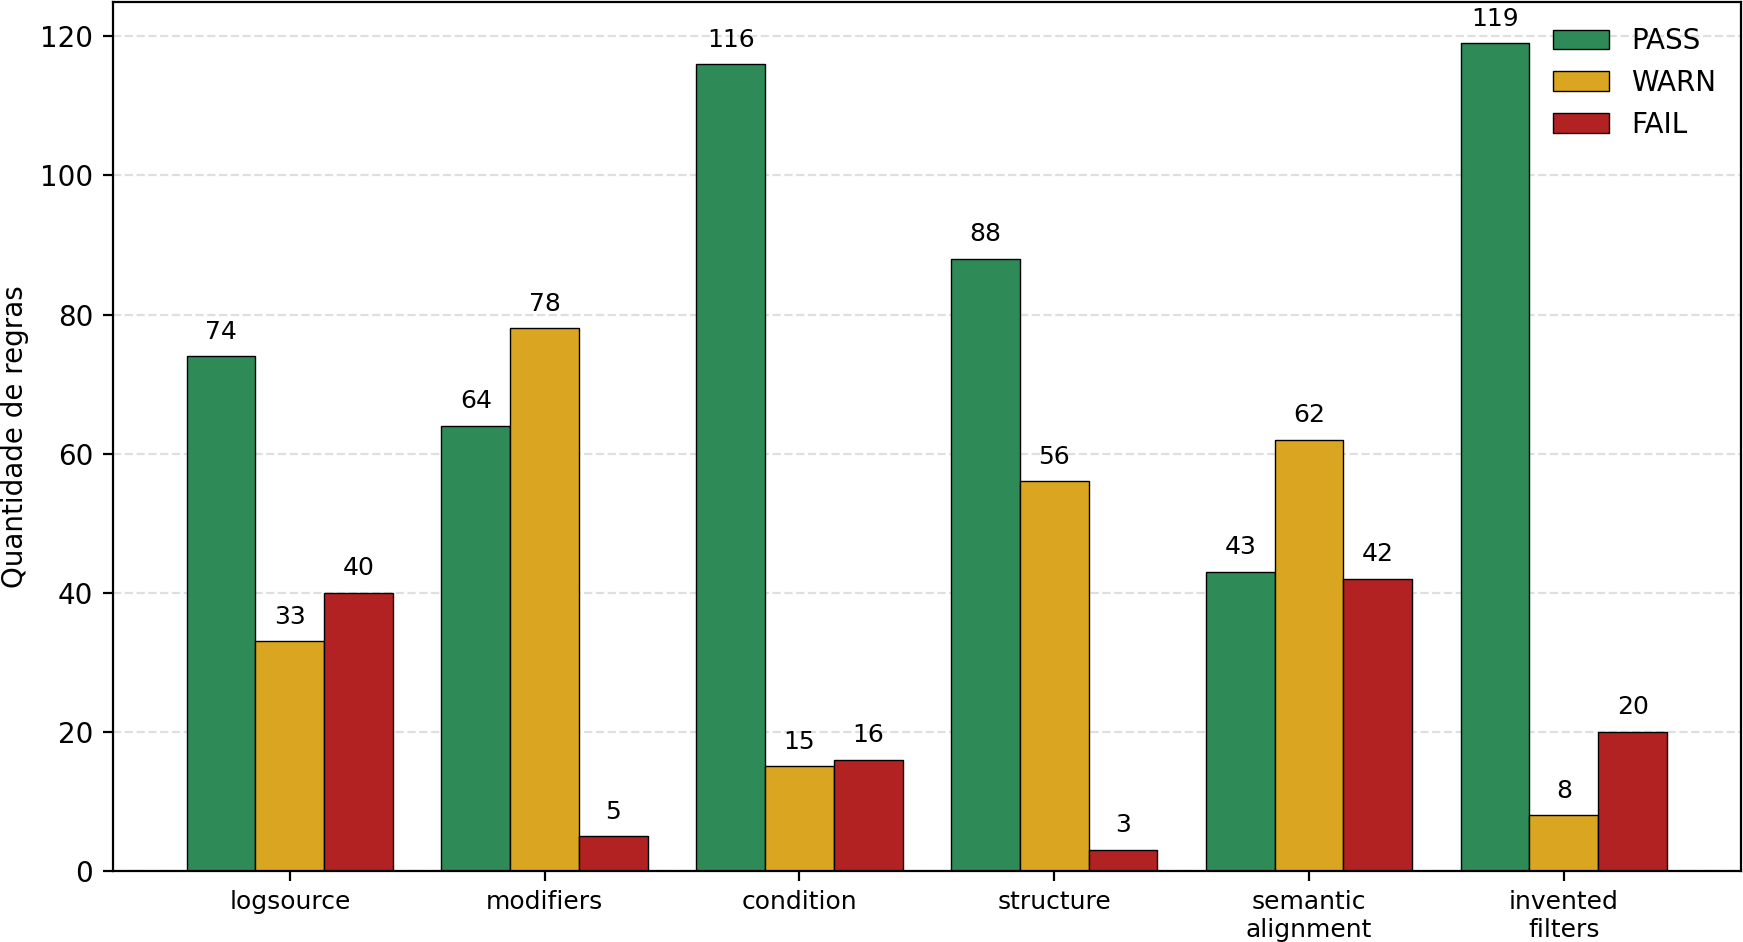 Quantidade de regras
120
100
80
60
40
20
0
74
33
40
64
78
5
116
15
16
88
56
3
43
62
42
119
8
20
PASS
WARN
FAIL
logsource
modifiers
condition
structure
semantic
alignment
invented
filters